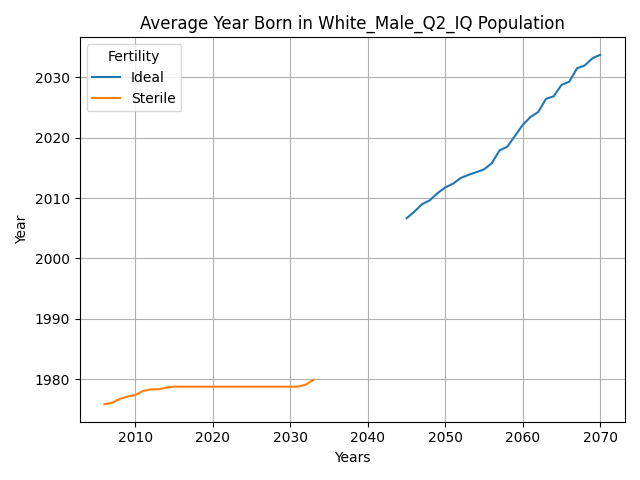 Average Year Born in White_Male_Q2_IQ Population
Fertility
Ideal
Sterile
2030
2020
2010
2000
1990
1980
Year
2010 2020 2030 2040 2050 2060 2070
Years